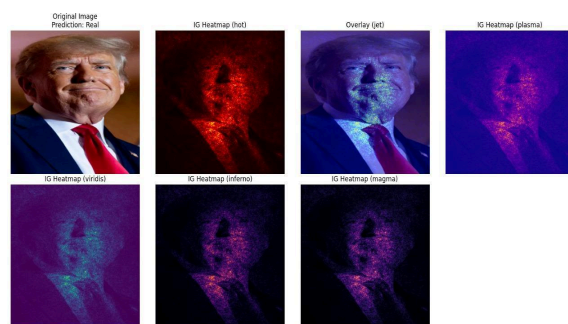 Original Image
Prediction: Real
IG Heatmap (hot)
Overlay (jet)
IG Heatmap (plasma)
IG Heatmap (viridis)
IG Heatmap (inferno)
IG Heatmap (magma)